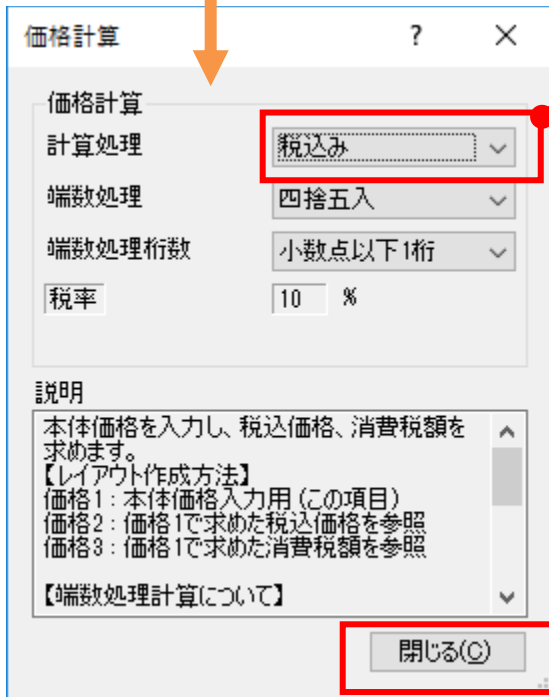 価格計算 ? ×
価格計算
計算処理 税込み
端数処理 四捨五入
端数処理桁数 小数点以下1桁
税率 10 %
説明
本体価格を入力し、税込価格、消費税額を
求めます。
【レイアウト作成方法】
価格1:本体価格入力用(この項目)
価格2:価格1で求めた税込価格を参照
価格3:価格1で求めた消費税額を参照
【端数処理計算について】
閉じる(C)